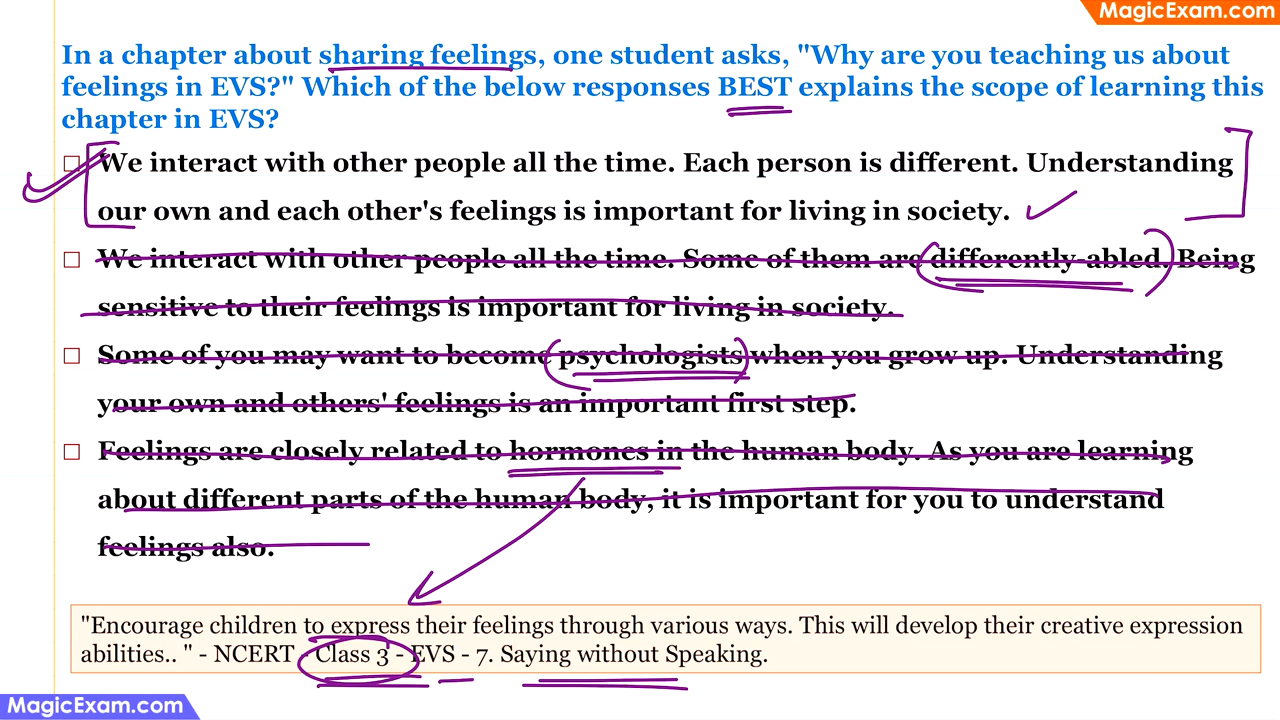 MagicExam.com
In a chapter about sharing feelings, one student asks, "Why are you teaching us about
feelings in EVS?" Which of the below responses BEST explains the scope of learning this
chapter in EVS?
We interact with other people all the time. Each person is different. Understanding
our own and each other's feelings is important for living in society.
We interact with other people all the time. Some of them are differently-abled. Being
sensitive to their feelings is important for living in society.
Some of you may want to become psychologists when you grow up. Understanding
your own and others' feelings is an important first step.
Feelings are closely related to hormones in the human body. As you are learning
about different parts of the human body, it is important for you to understand
feelings also.
"Encourage children to express their feelings through various ways. This will develop their creative expression
abilities.. " - NCERT - Class 3 - EVS - 7. Saying without Speaking.
MagicExam.com